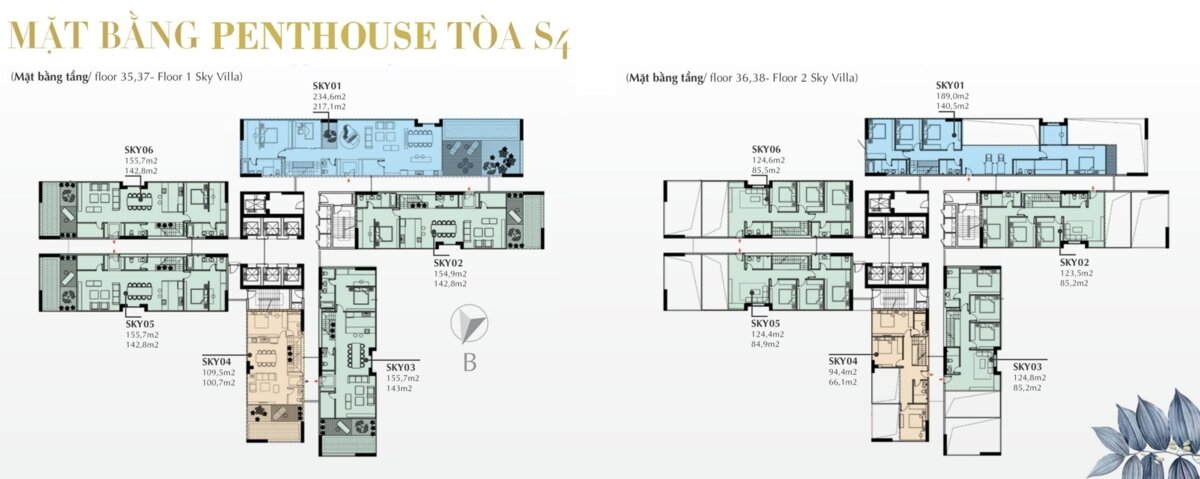 MẶT BẰNG PENTHOUSE TÒA S4
(Mặt bằng tầng/ floor 35,37- Floor 1 Sky Villa)
SKY01
234,6m2
217,1m2
SKY06
155,7m2
142,8m2
SKY02
154,9m2
142,8m2
SKY05
155,7m2
142,8m2
SKY04
109,5m2
100,7m2
SKY03
155,7m2
143m2
B
(Mặt bằng tầng/ floor 36,38- Floor 2 Sky Villa)
SKY01
189,0m2
140,5m2
SKY06
124,6m2
85,5m2
SKY02
123,5m2
85,2m2
SKY05
124,4m2
84,9m2
SKY04
94,4m2
66,1m2
SKY03
124,8m2
85,2m2